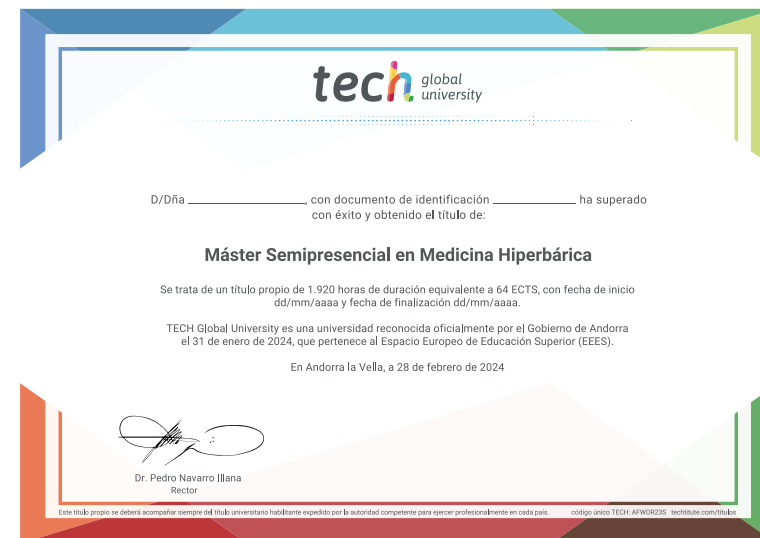 tech global university
D/Dña ____________________, con documento de identificación ______________ ha superado
con éxito y obtenido el título de:
Máster Semipresencial en Medicina Hiperbárica
Se trata de un título propio de 1.920 horas de duración equivalente a 64 ECTS, con fecha de inicio
dd/mm/aaaa y fecha de finalización dd/mm/aaaa.
TECH Global University es una universidad reconocida oficialmente por el Gobierno de Andorra
el 31 de enero de 2024, que pertenece al Espacio Europeo de Educación Superior (EEES).
En Andorra la Vella, a 28 de febrero de 2024
Dr. Pedro Navarro Illana
Rector
Este título propio se deberá acompañar siempre del título universitario habilitante expedido por la autoridad competente para ejercer profesionalmente en cada país. código único TECH: AFWOR23S techtitute.com/titulos